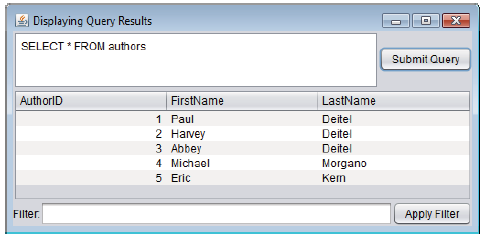 Displaying Query Results
SELECT * FROM authors
Submit Query
AuthorID FirstName LastName
1 Paul Deitel
2 Harvey Deitel
3 Abbey Deitel
4 Michael Morgano
5 Eric Kern
Filter: Apply Filter